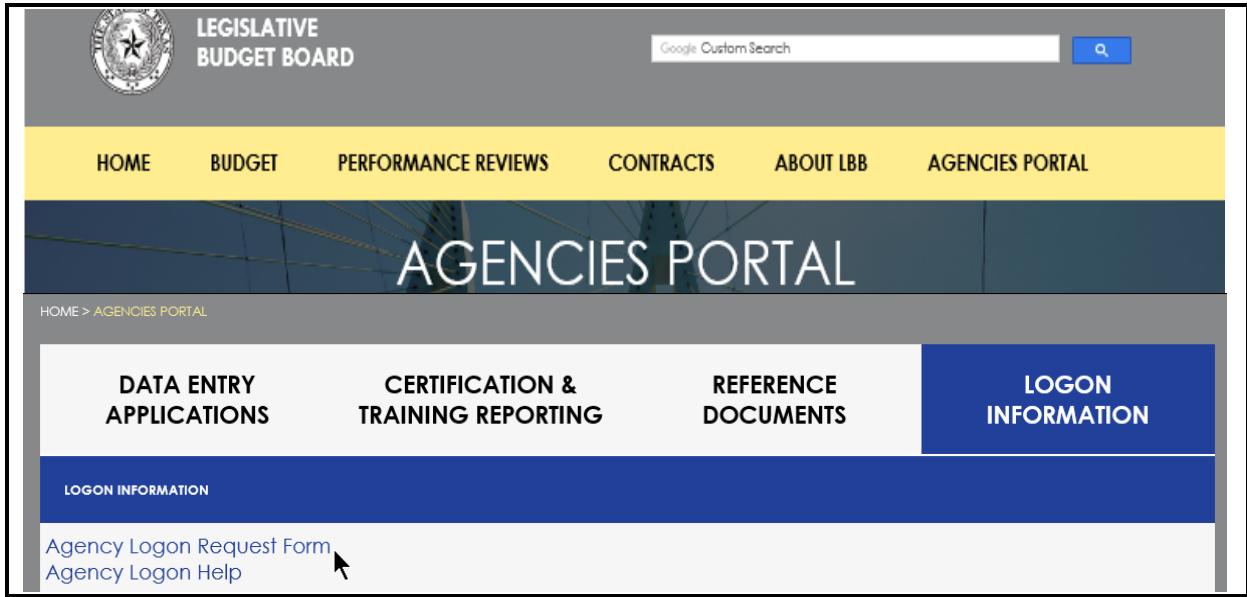 LEGISLATIVE
BUDGET BOARD
Google Custom Search
HOME BUDGET PERFORMANCE REVIEWS CONTRACTS ABOUT LBB AGENCIES PORTAL
AGENCIES PORTAL
HOME > AGENCIES PORTAL
DATA ENTRY
APPLICATIONS
CERTIFICATION &
TRAINING REPORTING
REFERENCE
DOCUMENTS
LOGON
INFORMATION
LOGON INFORMATION
Agency Logon Request Form
Agency Logon Help